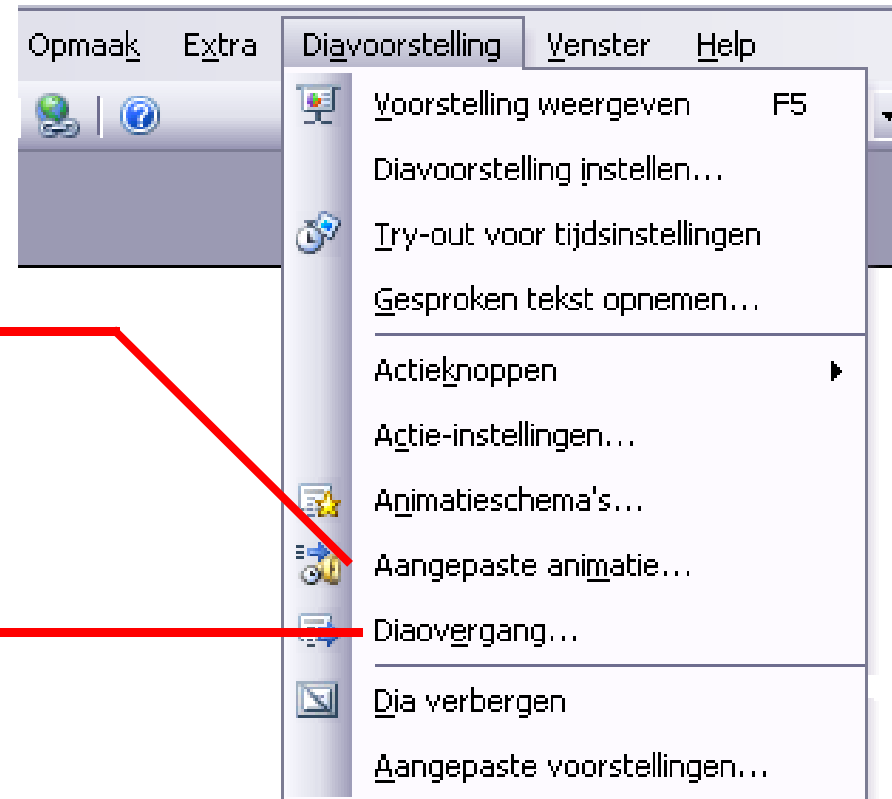 Opmaak Extra Diavoorstelling Venster Help
Voorstelling weergeven F5
Diavoorstelling instellen...
Try-out voor tijdsinstellingen
Gesproken tekst opnemen...
Actieknoppen
Actie-instellingen...
Animatieschema's...
Aangepaste animatie...
Diaovergang...
Dia verbergen
Aangepaste voorstellingen...